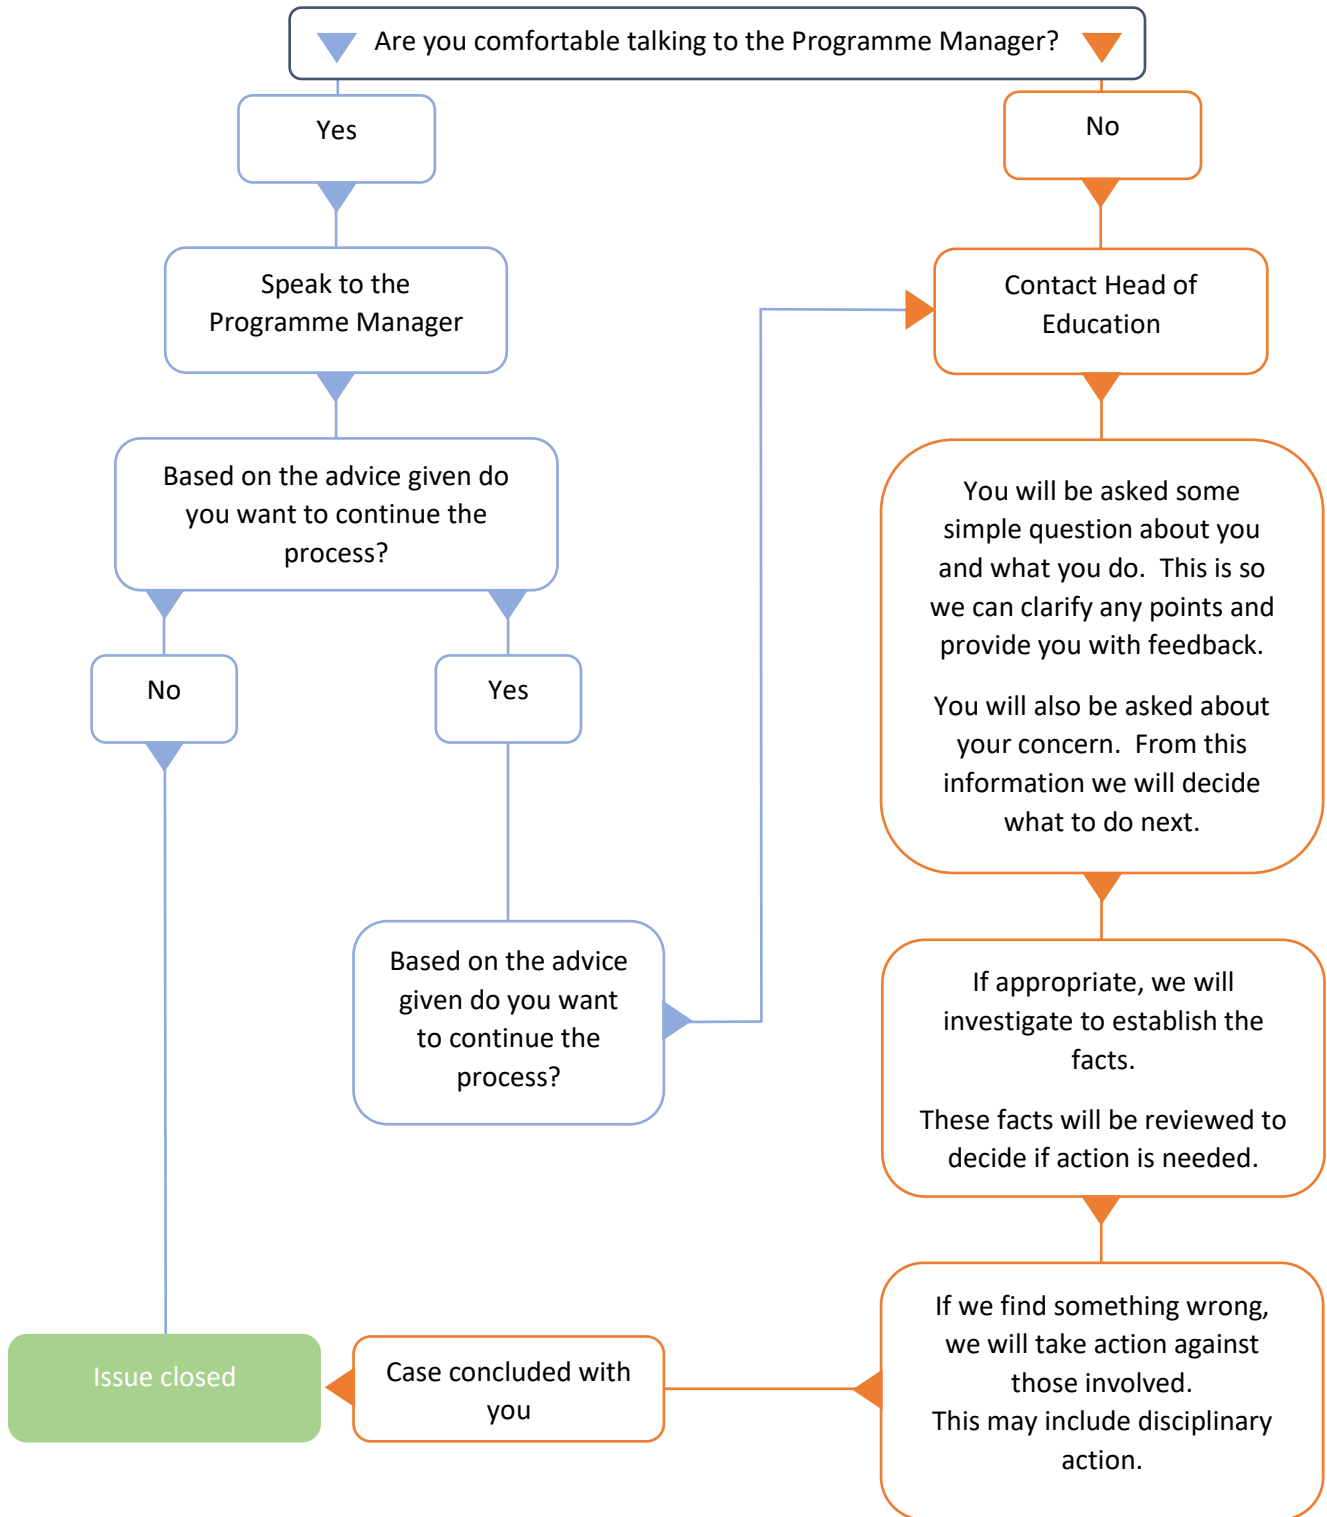 Are you comfortable talking to the Programme Manager?
Yes
No
Speak to the
Programme Manager
Contact Head of
Education
Based on the advice given do
you want to continue the
process?
No
Yes
You will be asked some
simple question about you
and what you do.  This is so
we can clarify any points and
provide you with feedback.
You will also be asked about
your concern.  From this
information we will decide
what to do next.
Based on the advice
given do you want
to continue the
process?
If appropriate, we will
investigate to establish the
facts.
These facts will be reviewed to
decide if action is needed.
If we find something wrong,
we will take action against
those involved.
This may include disciplinary
action.
Case concluded with
you
Issue closed